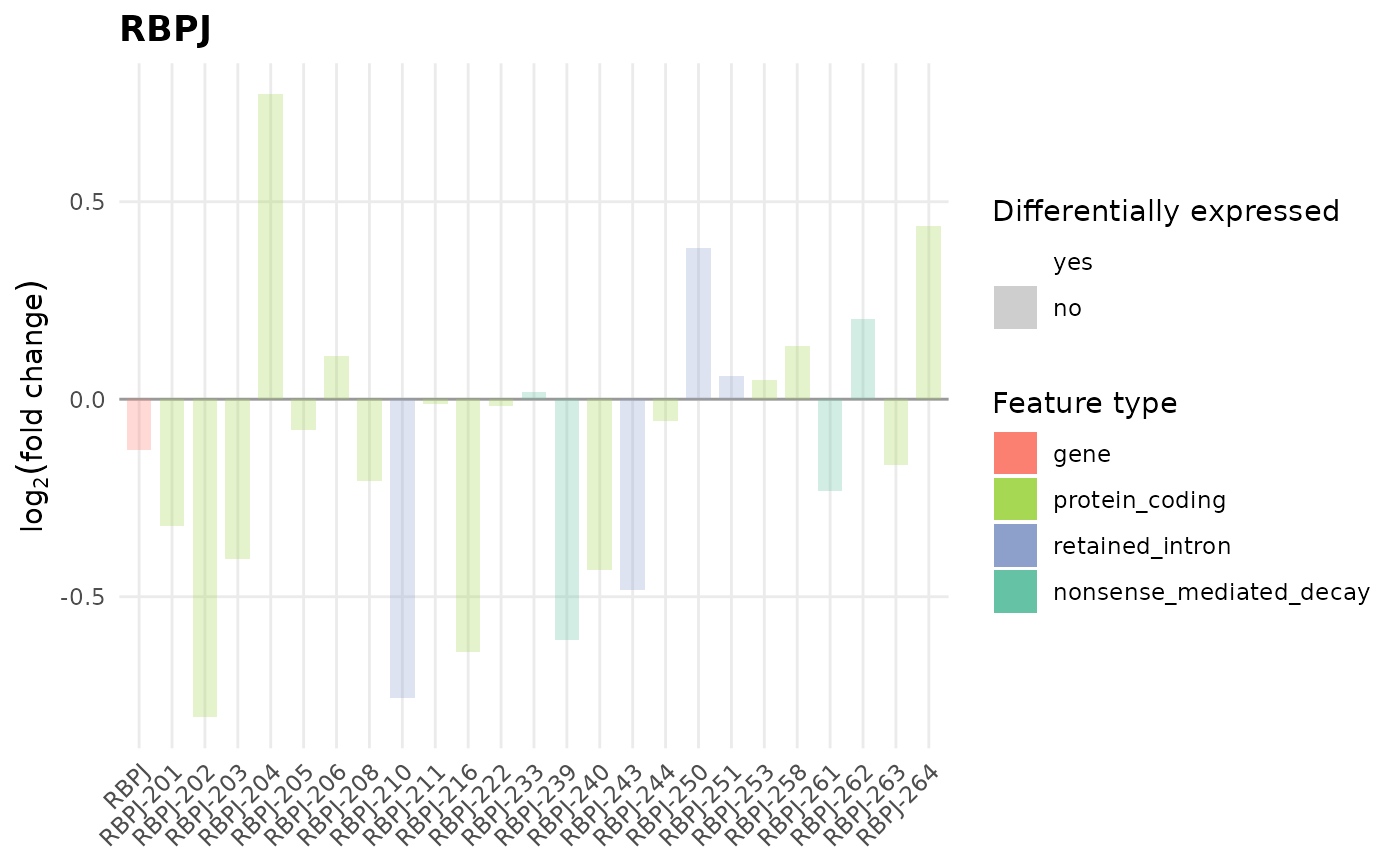 RBPJ
0.5
0.0
-0.5
log₂(fold change)
RBPJ
RBPJ-201
RBPJ-202
RBPJ-203
RBPJ-204
RBPJ-205
RBPJ-206
RBPJ-208
RBPJ-210
RBPJ-211
RBPJ-216
RBPJ-222
RBPJ-233
RBPJ-239
RBPJ-240
RBPJ-243
RBPJ-244
RBPJ-250
RBPJ-251
RBPJ-253
RBPJ-258
RBPJ-261
RBPJ-262
RBPJ-263
RBPJ-264
Differentially expressed
yes
no
Feature type
gene
protein_coding
retained_intron
nonsense_mediated_decay